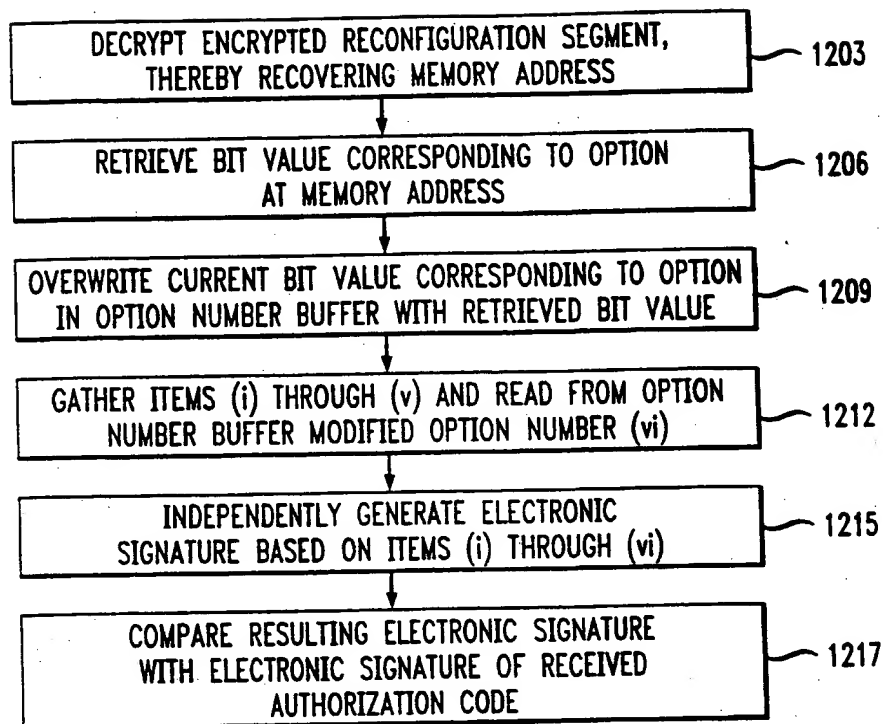 DECRYPT ENCRYPTED RECONFIGURATION SEGMENT,
THEREBY RECOVERING MEMORY ADDRESS
1203
RETRIEVE BIT VALUE CORRESPONDING TO OPTION
AT MEMORY ADDRESS
1206
OVERWRITE CURRENT BIT VALUE CORRESPONDING TO OPTION
IN OPTION NUMBER BUFFER WITH RETRIEVED BIT VALUE
1209
GATHER ITEMS (i) THROUGH (v) AND READ FROM OPTION
NUMBER BUFFER MODIFIED OPTION NUMBER (vi)
1212
INDEPENDENTLY GENERATE ELECTRONIC
SIGNATURE BASED ON ITEMS (i) THROUGH (vi)
1215
COMPARE RESULTING ELECTRONIC SIGNATURE
WITH ELECTRONIC SIGNATURE OF RECEIVED
AUTHORIZATION CODE
1217